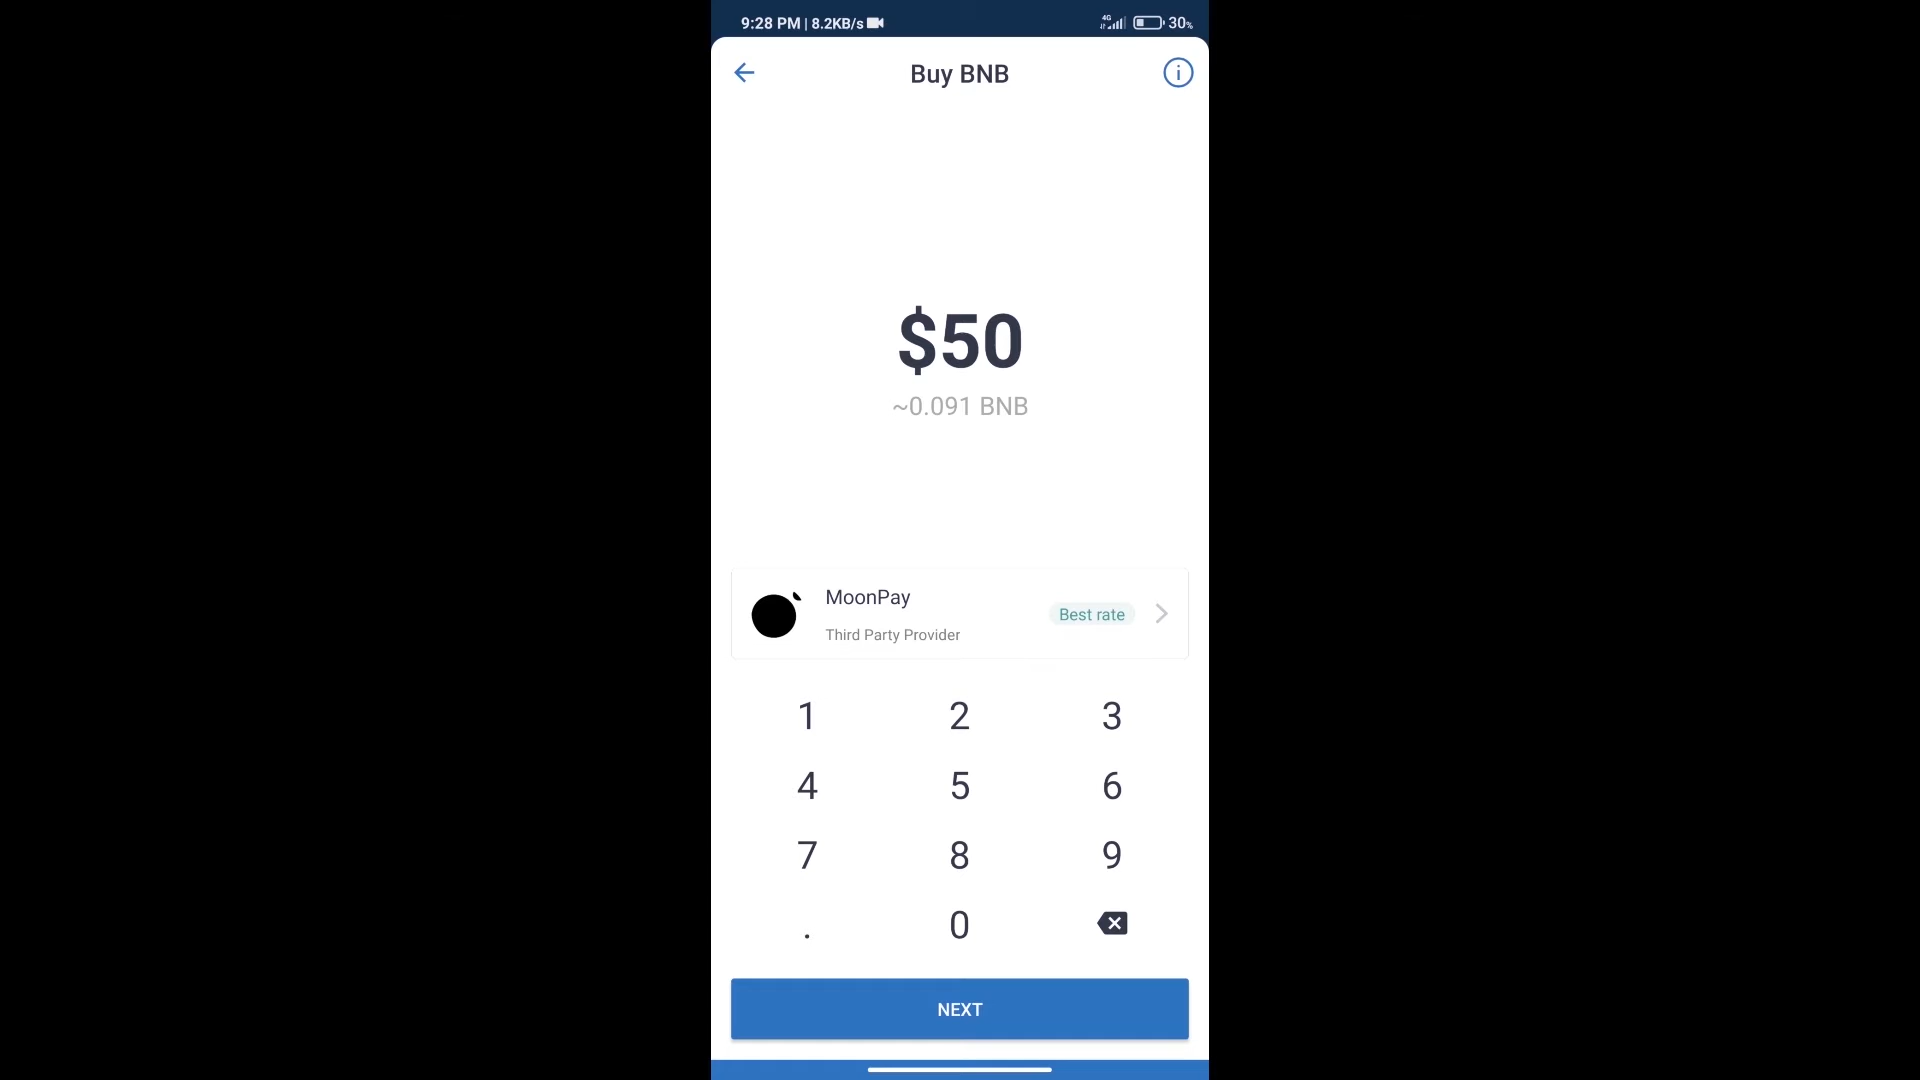 9:28 PM | 8.2KB/s 4G 30%
Buy BNB
$50
~0.091 BNB
MoonPay
Best rate
Third Party Provider
1 2 3
4 5 6
7 8 9
. 0
NEXT